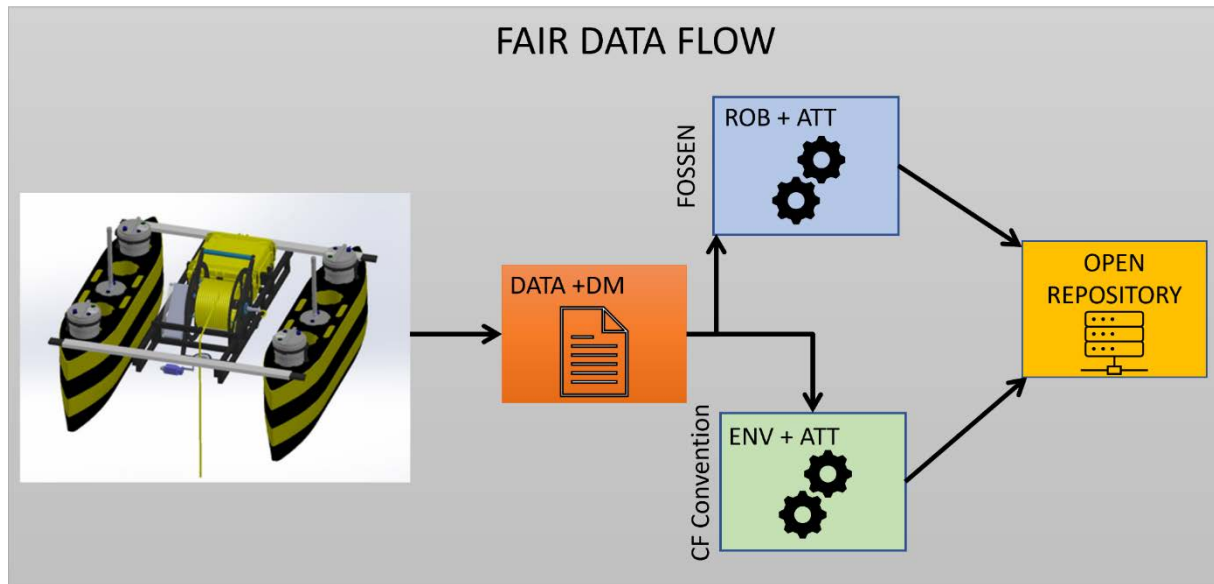 FAIR DATA FLOW
FOSSEN
ROB + ATT
DATA +DM
OPEN
REPOSITORY
CF Convention
ENV + ATT